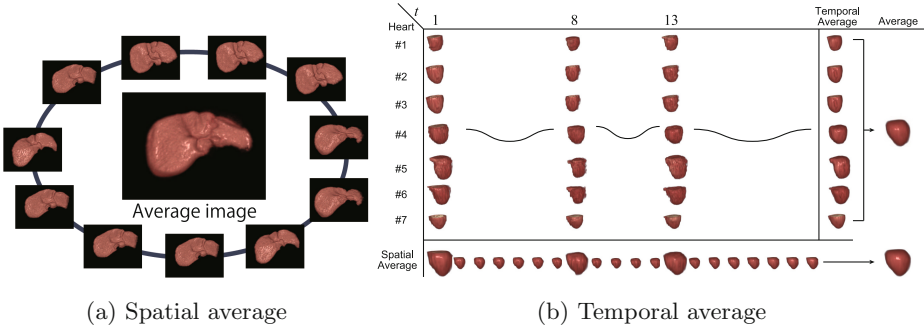 Average image
(a) Spatial average
t
Heart
1
8
13
Temporal
Average
Average
#1
#2
#3
#4
#5
#6
#7
Spatial
Average
(b) Temporal average